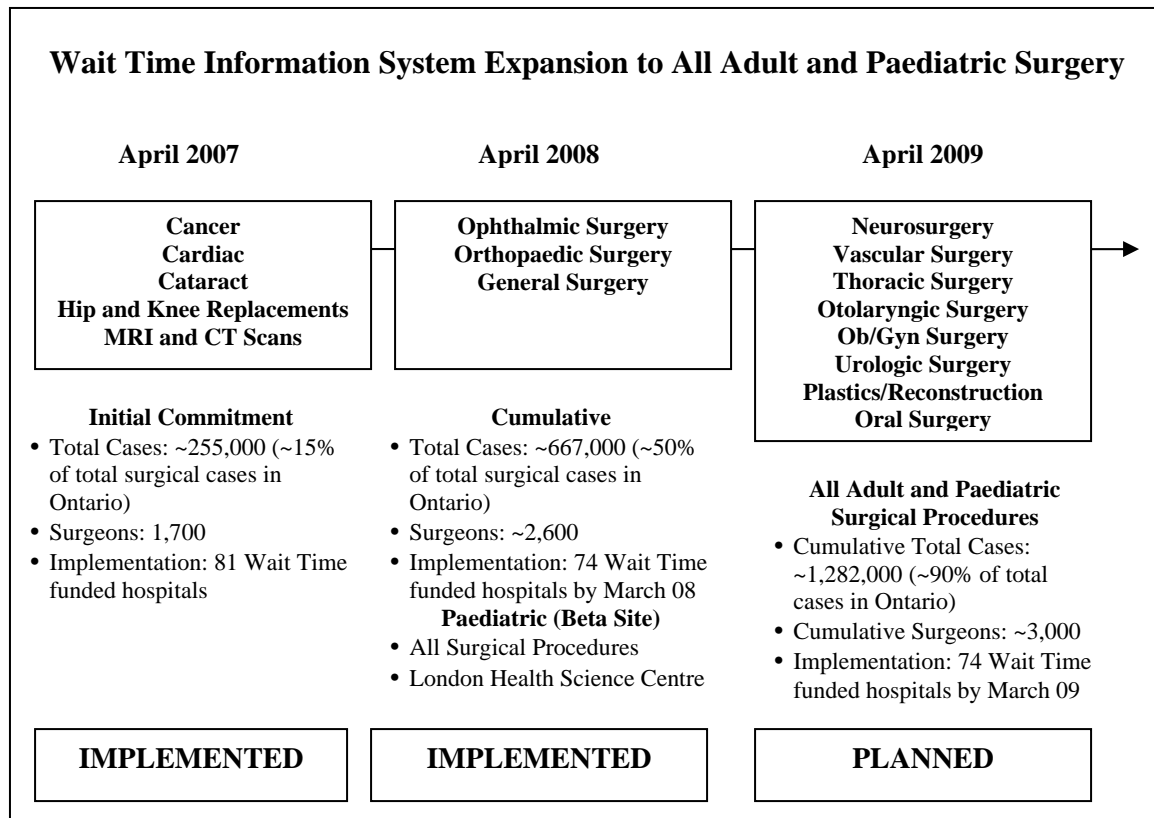 Wait Time Information System Expansion to All Adult and Paediatric Surgery
April 2007
Cancer
Cardiac
Cataract
Hip and Knee Replacements
MRI and CT Scans
Initial Commitment
• Total Cases: ~255,000 (~15%
of total surgical cases in
Ontario)
• Surgeons: 1,700
• Implementation: 81 Wait Time
funded hospitals
IMPLEMENTED
April 2008
Ophthalmic Surgery
Orthopaedic Surgery
General Surgery
Cumulative
• Total Cases: ~667,000 (~50%
of total surgical cases in
Ontario)
• Surgeons: ~2,600
• Implementation: 74 Wait Time
funded hospitals by March 08
Paediatric (Beta Site)
• All Surgical Procedures
• London Health Science Centre
IMPLEMENTED
April 2009
Neurosurgery
Vascular Surgery
Thoracic Surgery
Otolaryngic Surgery
Ob/Gyn Surgery
Urologic Surgery
Plastics/Reconstruction
Oral Surgery
All Adult and Paediatric
Surgical Procedures
• Cumulative Total Cases:
~1,282,000 (~90% of total
cases in Ontario)
• Cumulative Surgeons: ~3,000
• Implementation: 74 Wait Time
funded hospitals by March 09
PLANNED